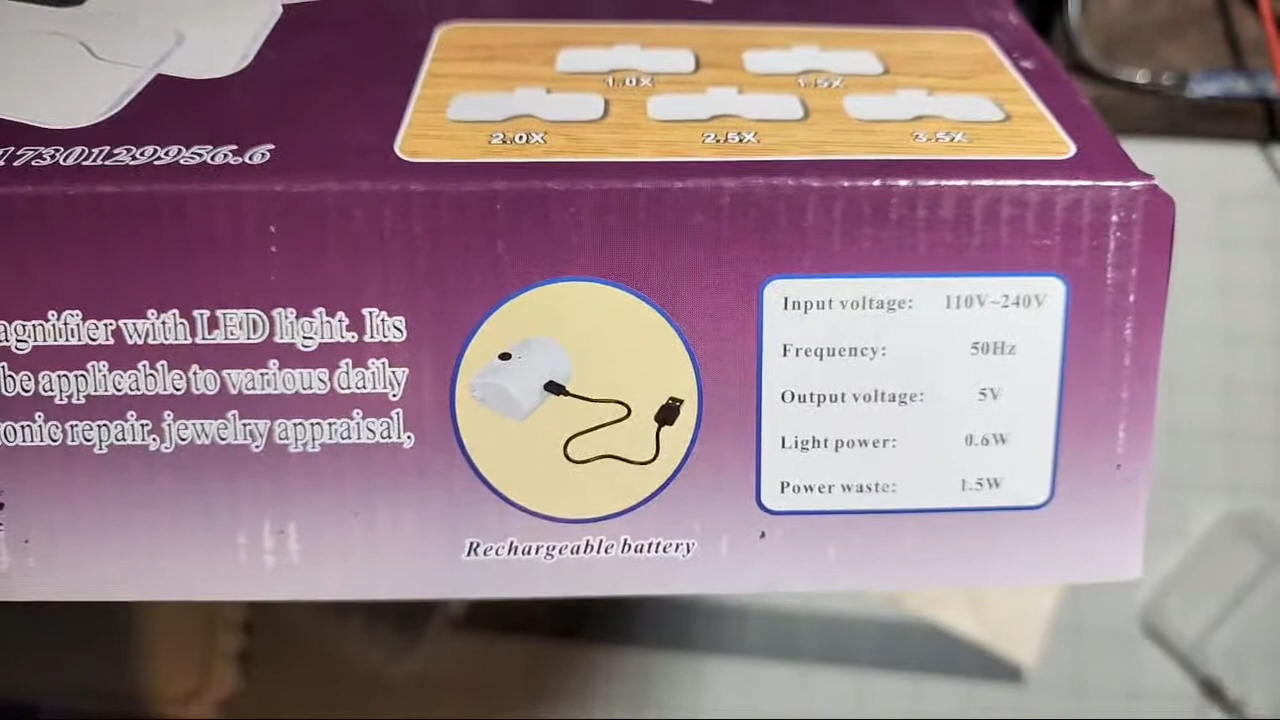 1.0X 1.5X
2.0X 2.5X 3.5X
1730129956.6
agnifier with LED light. Its
be applicable to various daily
onic repair, jewelry appraisal,
Rechargeable battery
Input voltage: 110V~240V
Frequency: 50Hz
Output voltage: 5V
Light power: 0.6W
Power waste: 1.5W